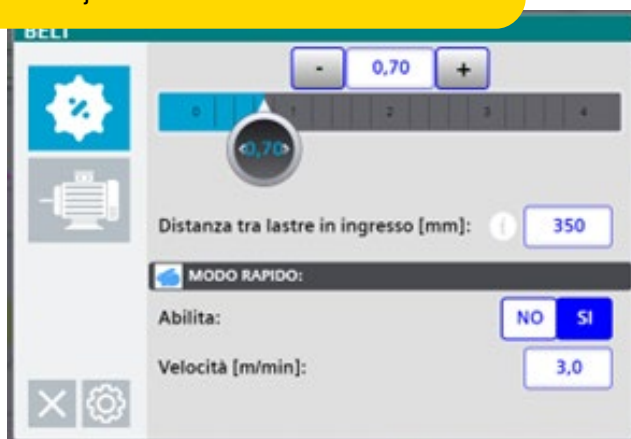 BELT
- 0,70 +
0 1 2 3 4
0,70
Distanza tra lastre in ingresso [mm]: i 350
MODO RAPIDO:
Abilita: NO SI
Velocità [m/min]: 3,0